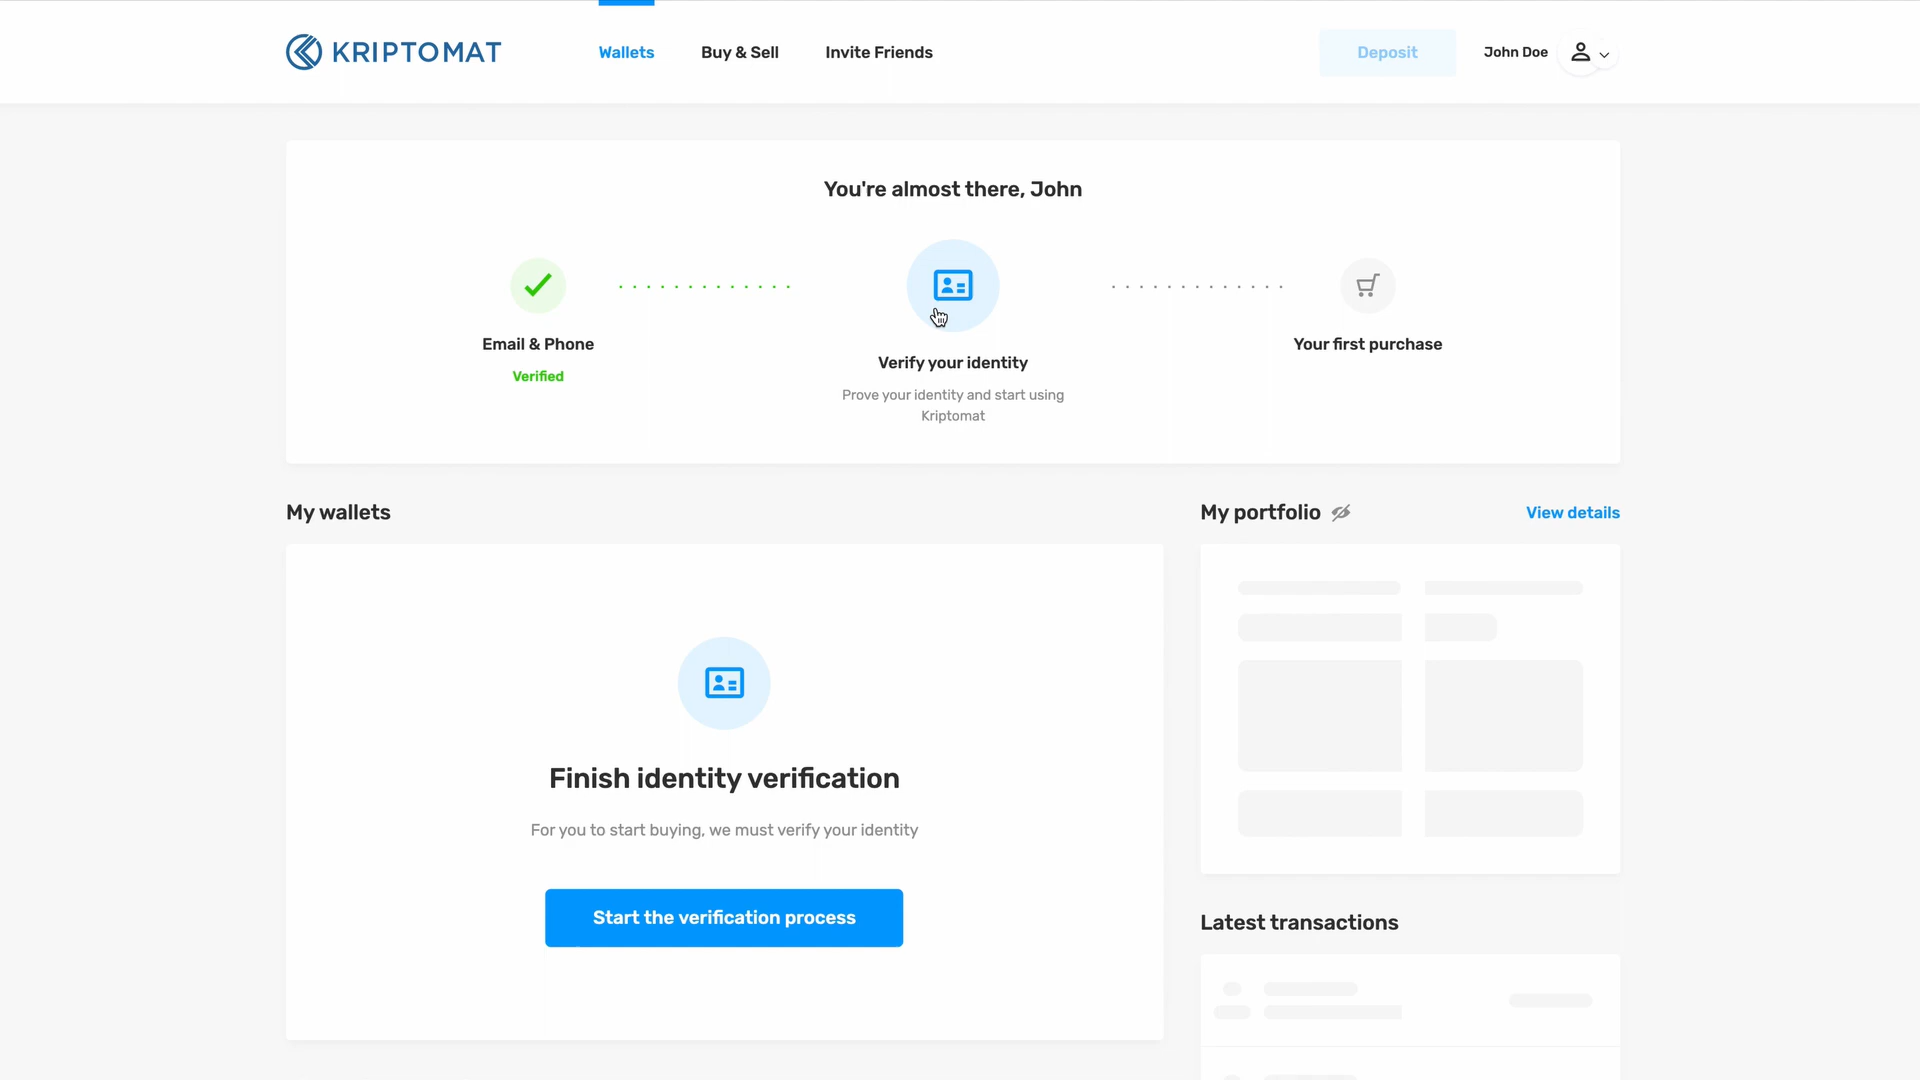 KRIPTOMAT
Wallets
Buy & Sell
Invite Friends
Deposit
John Doe
You're almost there, John
Email & Phone
Verified
Verify your identity
Prove your identity and start using
Kriptomat
Your first purchase
My wallets
Finish identity verification
For you to start buying, we must verify your identity
Start the verification process
My portfolio
View details
Latest transactions